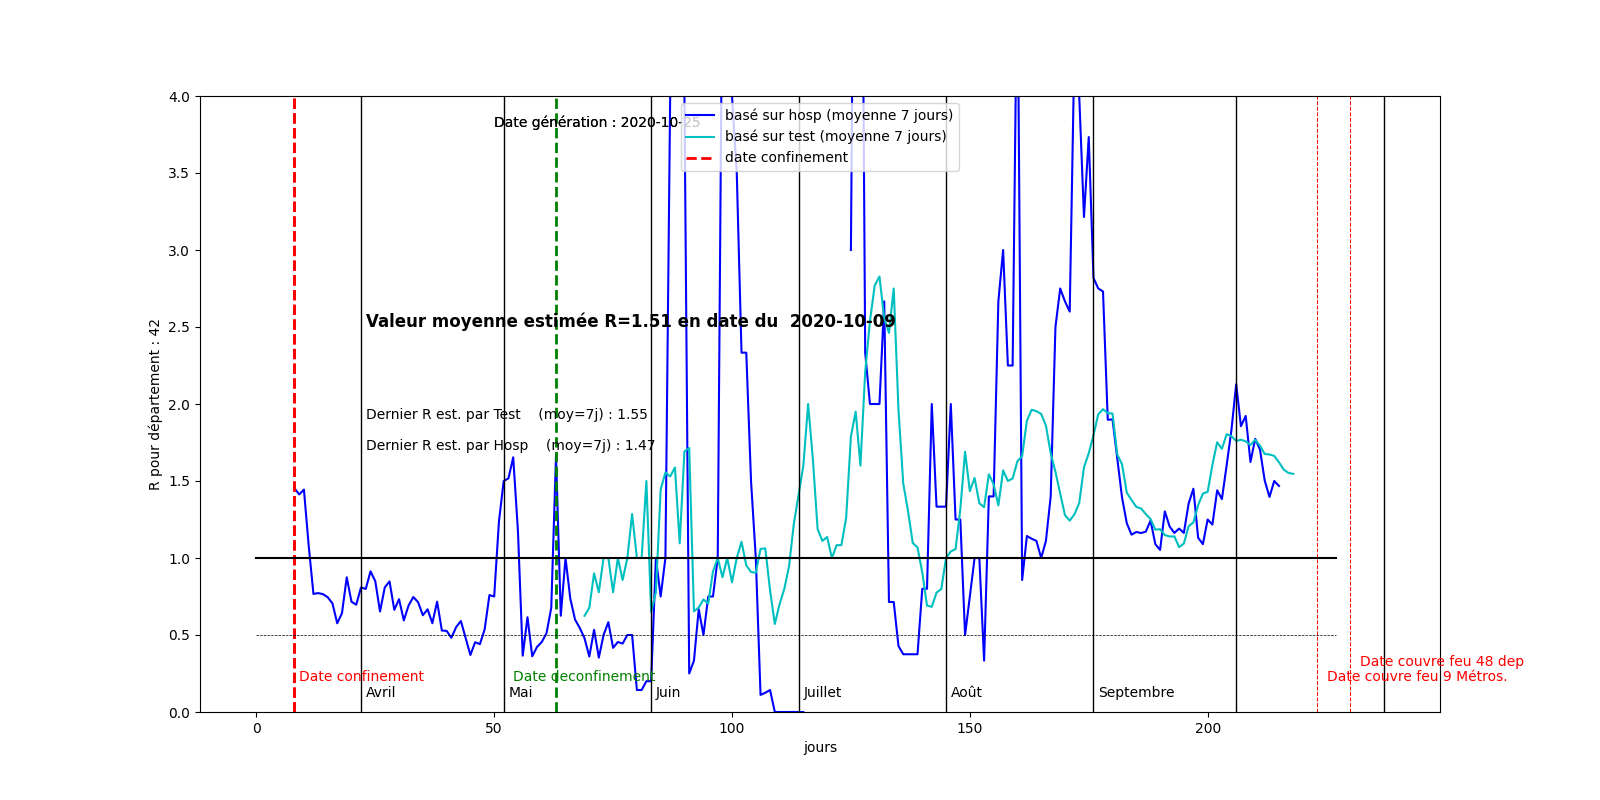 Date génération : 2020-10-25
basé sur hosp (moyenne 7 jours)
basé sur test (moyenne 7 jours)
date confinement
4.0
3.5
3.0
2.5
2.0
1.5
1.0
0.5
0.0
R pour département : 42
Valeur moyenne estimée R=1.51 en date du  2020-10-09
Dernier R est. par Test    (moy=7j) : 1.55
Dernier R est. par Hosp    (moy=7j) : 1.47
Date couvre feu 48 dep
Date confinement
Date deconfinement
Date couvre feu 9 Métros.
Avril
Mai
Juin
Juillet
Août
Septembre
0
50
100
150
200
jours